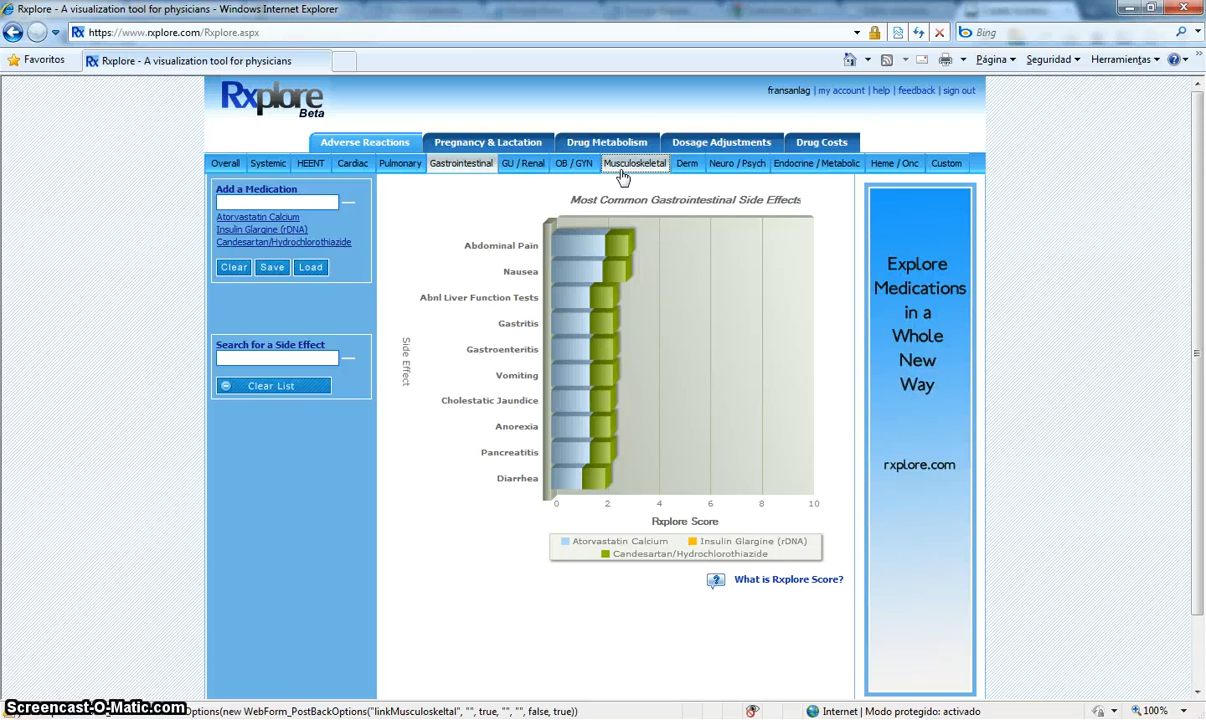 Rxplore - A visualization tool for physicians - Windows Internet Explorer
https://www.rxplore.com/Rxplore.aspx
Bing
Favoritos
Rxplore - A visualization tool for physicians
Página
Seguridad
Herramientas
Rxplore
Beta
fransanlag | my account | help | feedback | sign out
Adverse Reactions
Pregnancy & Lactation
Drug Metabolism
Dosage Adjustments
Drug Costs
Overall
Systemic
HEENT
Cardiac
Pulmonary
Gastrointestinal
GU / Renal
OB / GYN
Musculoskeletal
Derm
Neuro / Psych
Endocrine / Metabolic
Heme / Onc
Custom
Add a Medication
Atorvastatin Calcium
Insulin Glargine (rDNA)
Candesartan/Hydrochlorothiazide
Clear
Save
Load
Search for a Side Effect
Clear List
Most Common Gastrointestinal Side Effects
Side Effect
Abdominal Pain
Nausea
Abnl Liver Function Tests
Gastritis
Gastroenteritis
Vomiting
Cholestatic Jaundice
Anorexia
Pancreatitis
Diarrhea
0 2 4 6 8 10
Rxplore Score
Atorvastatin Calcium
Insulin Glargine (rDNA)
Candesartan/Hydrochlorothiazide
What is Rxplore Score?
Explore
Medications
in a
Whole
New
Way
rxplore.com
Screencast-O-Matic.com
Options(new WebForm_PostBackOptions("linkMusculoskeltal", "", true, "", "", false, true))
Internet | Modo protegido: activado
100%